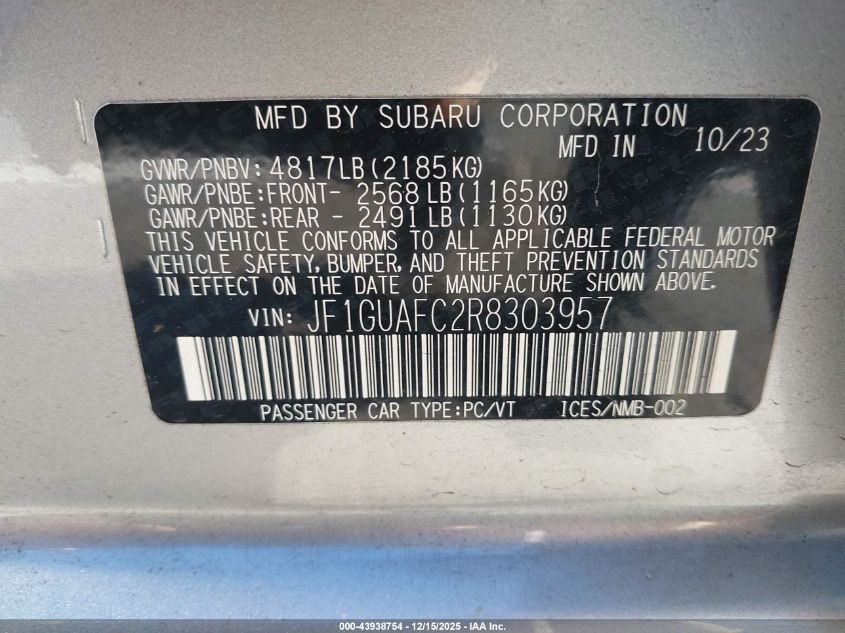 MFD BY SUBARU CORPORATION
MFD IN 10/23
GVWR/PNBV: 4817LB (2185KG)
GAWR/PNBE:FRONT- 2568 LB (1165KG)
GAWR/PNBE:REAR - 2491 LB (1130KG)
THIS VEHICLE CONFORMS TO ALL APPLICABLE FEDERAL MOTOR
VEHICLE SAFETY, BUMPER, AND THEFT PREVENTION STANDARDS
IN EFFECT ON THE DATE OF MANUFACTURE SHOWN ABOVE.
VIN: JF1GUAFC2R8303957
PASSENGER CAR TYPE:PC/VT ICES/NMB-002
000-43938754 - 12/15/2025 - IAA Inc.